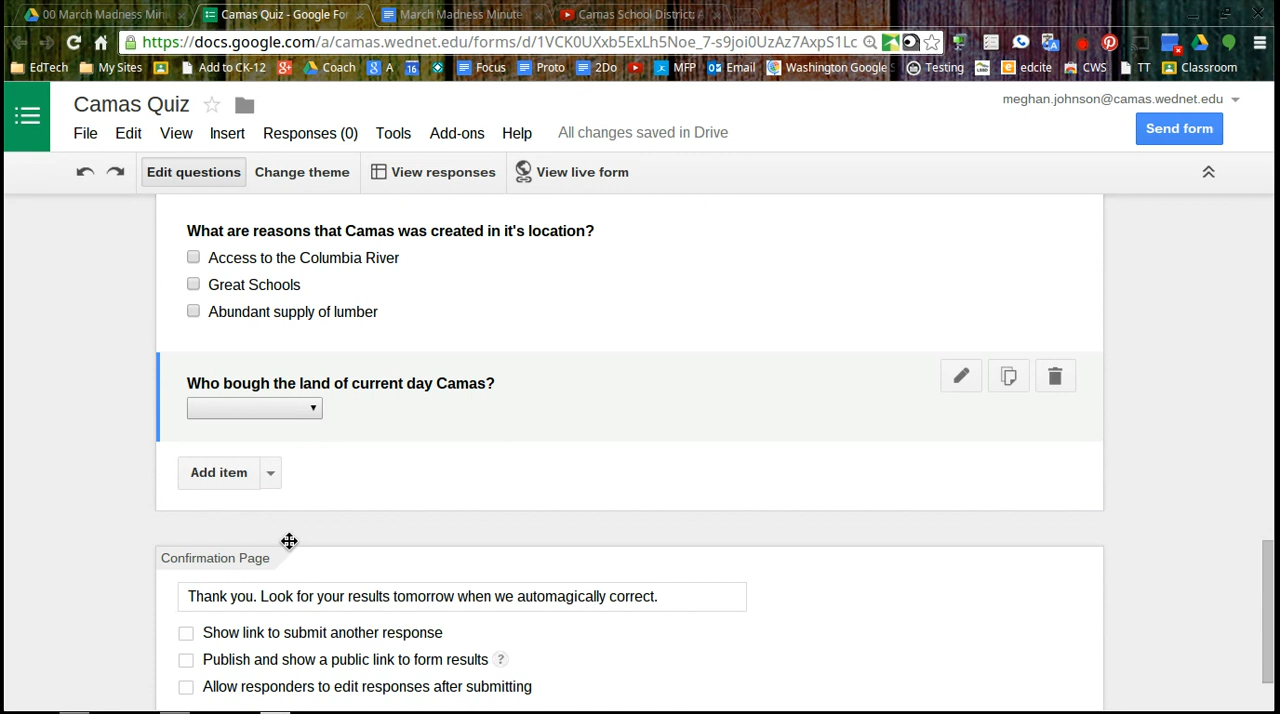 00 March Madness Min
Camas Quiz - Google Fo
March Madness Minute
Camas School District:
https://docs.google.com/a/camas.wednet.edu/forms/d/1VCK0UXxb5ExLh5Noe_7-s9joi0UzAz7AxpS1Lc
EdTech My Sites Add to CK-12 Coach A 16 Focus Proto 2Do MFP Email Washington Google Testing edcite CWS TT Classroom
Camas Quiz
meghan.johnson@camas.wednet.edu
File Edit View Insert Responses (0) Tools Add-ons Help All changes saved in Drive
Send form
Edit questions Change theme View responses View live form
What are reasons that Camas was created in it's location?
Access to the Columbia River
Great Schools
Abundant supply of lumber
Who bough the land of current day Camas?
Add item
Confirmation Page
Thank you. Look for your results tomorrow when we automagically correct.
Show link to submit another response
Publish and show a public link to form results ?
Allow responders to edit responses after submitting